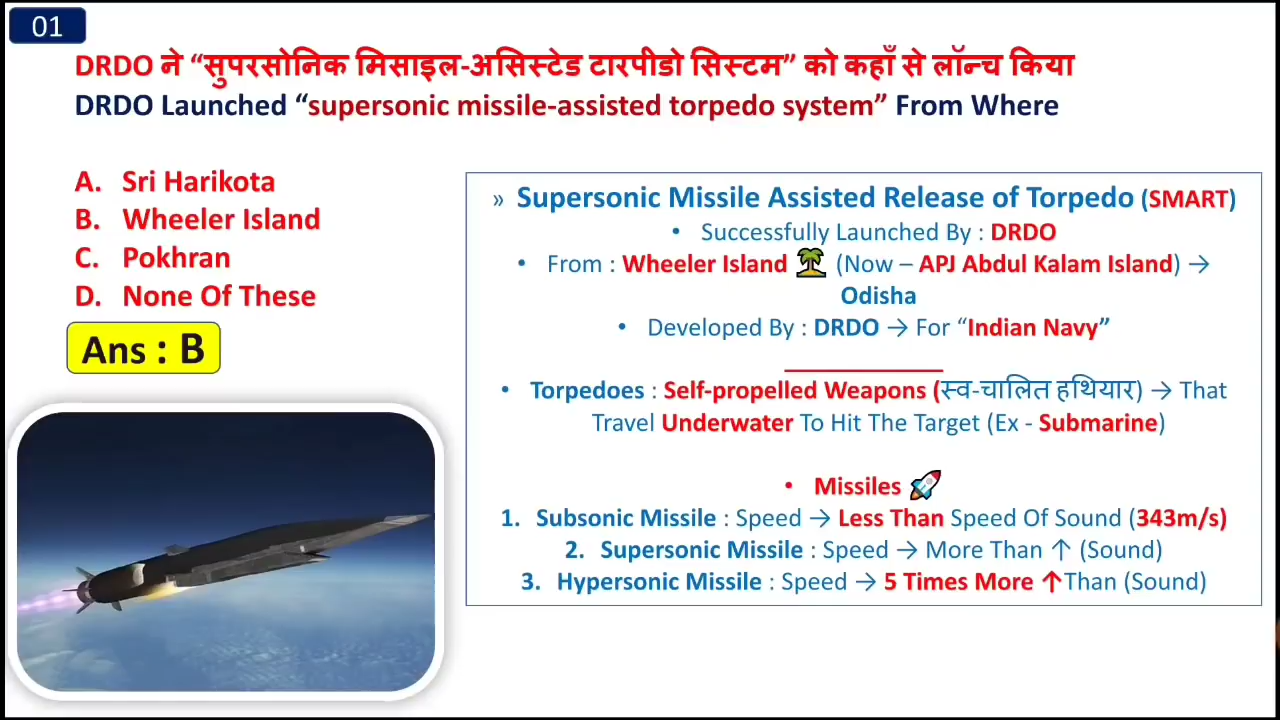 01
DRDO ने “सुपरसोनिक मिसाइल-असिस्टेड टारपीडो सिस्टम” को कहाँ से लॉन्च किया
DRDO Launched “supersonic missile-assisted torpedo system” From Where
A. Sri Harikota
B. Wheeler Island
C. Pokhran
D. None Of These
Ans : B
» Supersonic Missile Assisted Release of Torpedo (SMART)
• Successfully Launched By : DRDO
• From : Wheeler Island 🏝 (Now – APJ Abdul Kalam Island) →
Odisha
• Developed By : DRDO → For “Indian Navy”
• Torpedoes : Self-propelled Weapons (स्व-चालित हथियार) → That
Travel Underwater To Hit The Target (Ex - Submarine)
• Missiles 🚀
1. Subsonic Missile : Speed → Less Than Speed Of Sound (343m/s)
2. Supersonic Missile : Speed → More Than ↑ (Sound)
3. Hypersonic Missile : Speed → 5 Times More ↑Than (Sound)